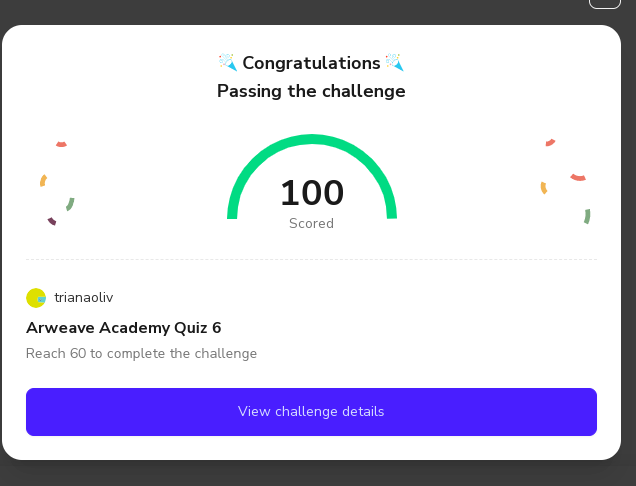 Congratulations
Passing the challenge
100
Scored
trianaoliv
Arweave Academy Quiz 6
Reach 60 to complete the challenge
View challenge details